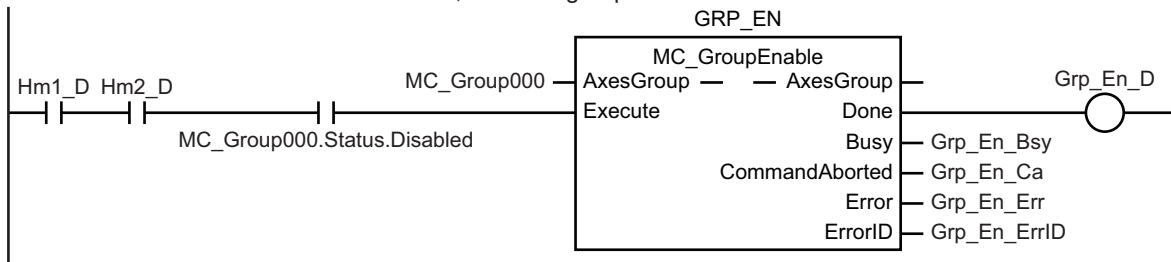 GRP_EN
MC_GroupEnable
Hm1_D Hm2_D MC_Group000 AxesGroup AxesGroup Grp_En_D
Execute Done
MC_Group000.Status.Disabled Busy Grp_En_Bsy
CommandAborted Grp_En_Ca
Error Grp_En_Err
ErrorID Grp_En_ErrID